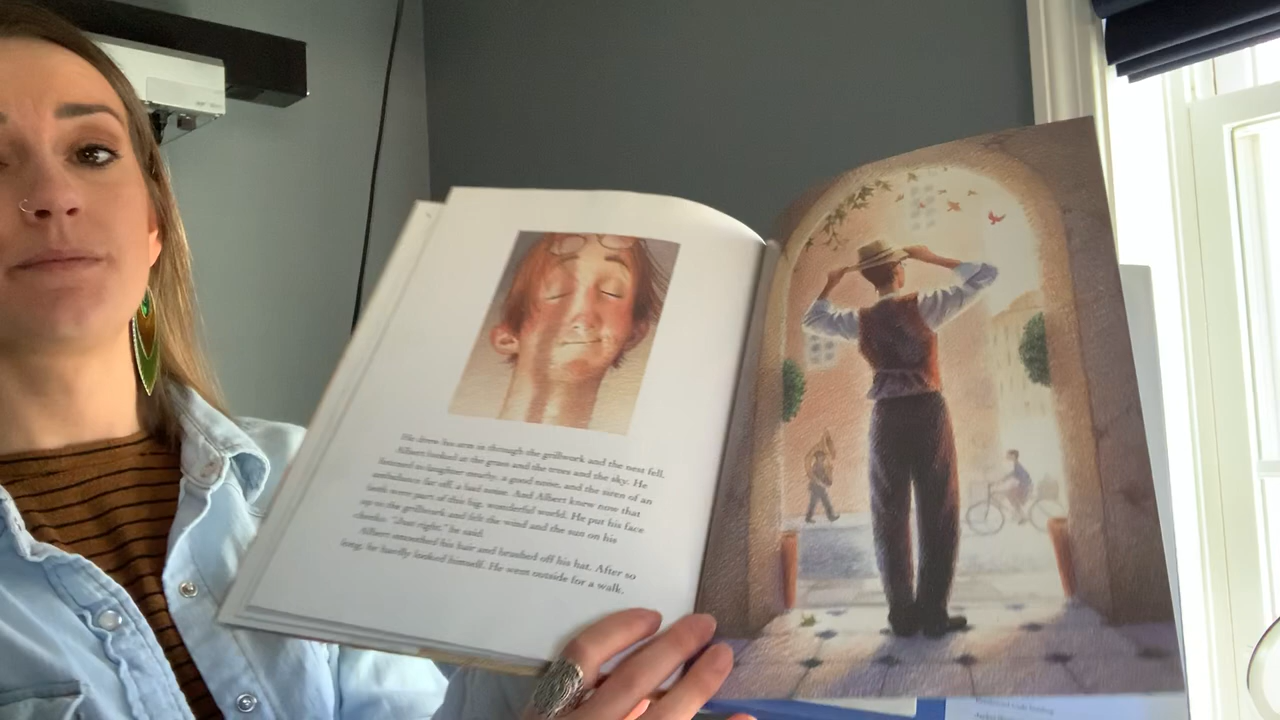 He drew his arm in through the grillwork and the nest fell.
Albert looked at the grass and the trees and the sky. He
listened to laughter nearby, a good noise, and the siren of an
ambulance far off, a bad noise. And Albert knew now that
both were part of this big, wonderful world. He put his face
up on the grillwork and felt the wind and the sun on his
cheeks. "Just right," he said.
Albert smoothed his hair and brushed off his hat. After so
long, he hardly looked himself. He went outside for a walk.